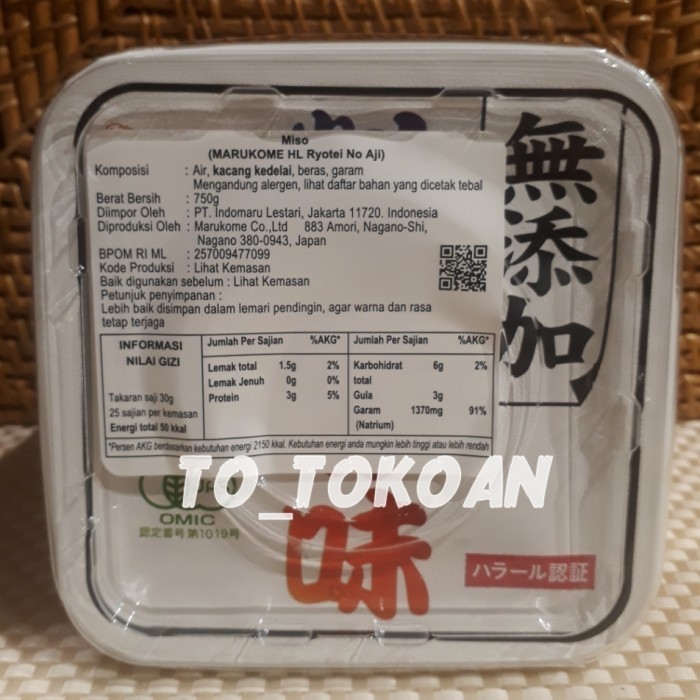 無添加
Miso
(MARUKOME HL Ryotei No Aji)
Komposisi : Air, kacang kedelai, beras, garam
Mengandung alergen, lihat daftar bahan yang dicetak tebal
Berat Bersih : 750g
Diimpor Oleh : PT. Indomaru Lestari, Jakarta 11720. Indonesia
Diproduksi Oleh : Marukome Co.,Ltd 883 Amori, Nagano-Shi,
Nagano 380-0943, Japan
BPOM RI ML : 257009477099
Kode Produksi : Lihat Kemasan
Baik digunakan sebelum : Lihat Kemasan
Petunjuk penyimpanan :
Lebih baik disimpan dalam lemari pendingin, agar warna dan rasa
tetap terjaga
INFORMASI
NILAI GIZI
Takaran saji 30g
25 sajian per kemasan
Energi total 50 kkal
Jumlah Per Sajian %AKG*
Lemak total 1.5g 2%
Lemak Jenuh 0g 0%
Protein 3g 5%
Jumlah Per Sajian %AKG*
Karbohidrat 6g 2%
total
Gula 3g
Garam 1370mg 91%
(Natrium)
*Persen AKG berdasarkan kebutuhan energi 2150 kkal. Kebutuhan energi anda mungkin lebih tinggi atau lebih rendah
TO_TOKOAN
OMIC
認定番号第1019号
味
ハラール認証